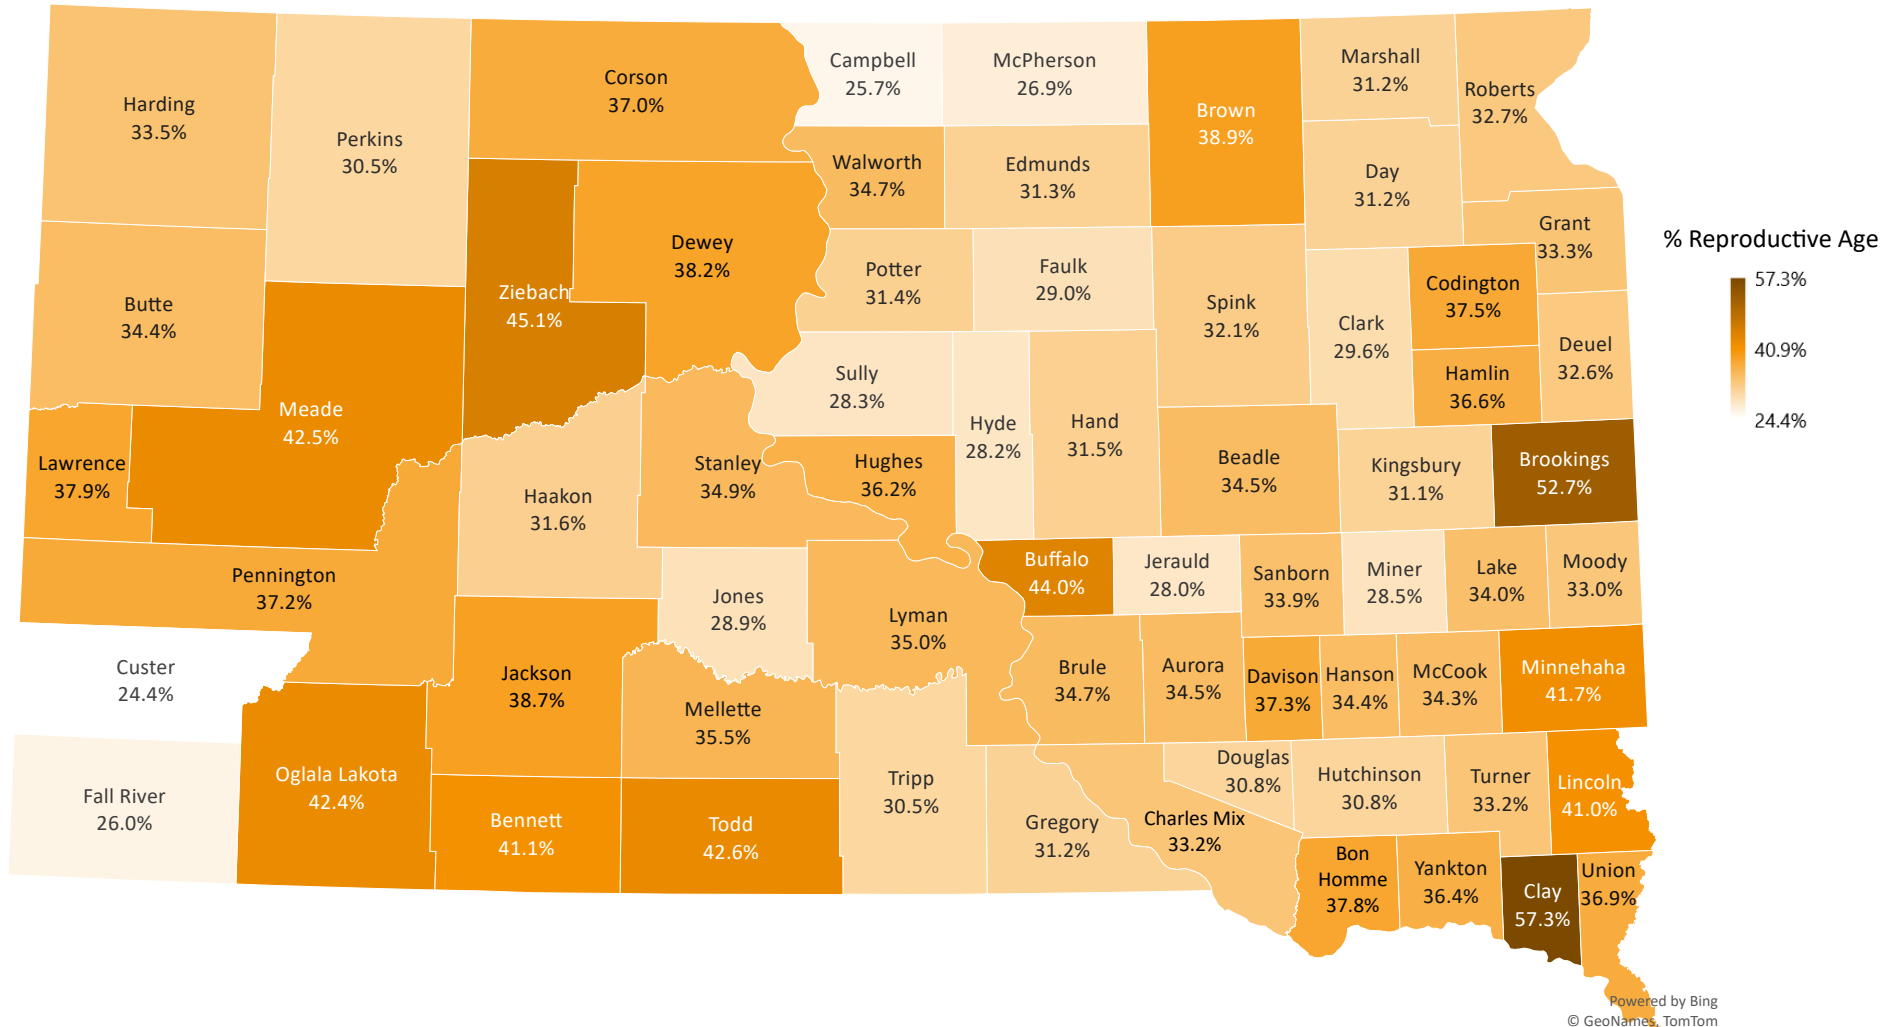 Harding
33.5%
Perkins
30.5%
Corson
37.0%
Campbell
25.7%
McPherson
26.9%
Brown
38.9%
Marshall
31.2%
Roberts
32.7%
Walworth
34.7%
Edmunds
31.3%
Day
31.2%
Grant
33.3%
Butte
34.4%
Ziebach
45.1%
Dewey
38.2%
Potter
31.4%
Faulk
29.0%
Spink
32.1%
Clark
29.6%
Codington
37.5%
Hamlin
36.6%
Deuel
32.6%
% Reproductive Age
57.3%
40.9%
24.4%
Meade
42.5%
Lawrence
37.9%
Haakon
31.6%
Stanley
34.9%
Sully
28.3%
Hughes
36.2%
Hyde
28.2%
Hand
31.5%
Beadle
34.5%
Kingsbury
31.1%
Brookings
52.7%
Pennington
37.2%
Jones
28.9%
Lyman
35.0%
Buffalo
44.0%
Jerauld
28.0%
Sanborn
33.9%
Miner
28.5%
Lake
34.0%
Moody
33.0%
Custer
24.4%
Jackson
38.7%
Mellette
35.5%
Brule
34.7%
Aurora
34.5%
Davison
37.3%
Hanson
34.4%
McCook
34.3%
Minnehaha
41.7%
Fall River
26.0%
Oglala Lakota
42.4%
Bennett
41.1%
Todd
42.6%
Tripp
30.5%
Gregory
31.2%
Charles Mix
33.2%
Douglas
30.8%
Hutchinson
30.8%
Turner
33.2%
Lincoln
41.0%
Bon
Homme
37.8%
Yankton
36.4%
Clay
57.3%
Union
36.9%
Powered by Bing
© GeoNames, TomTom